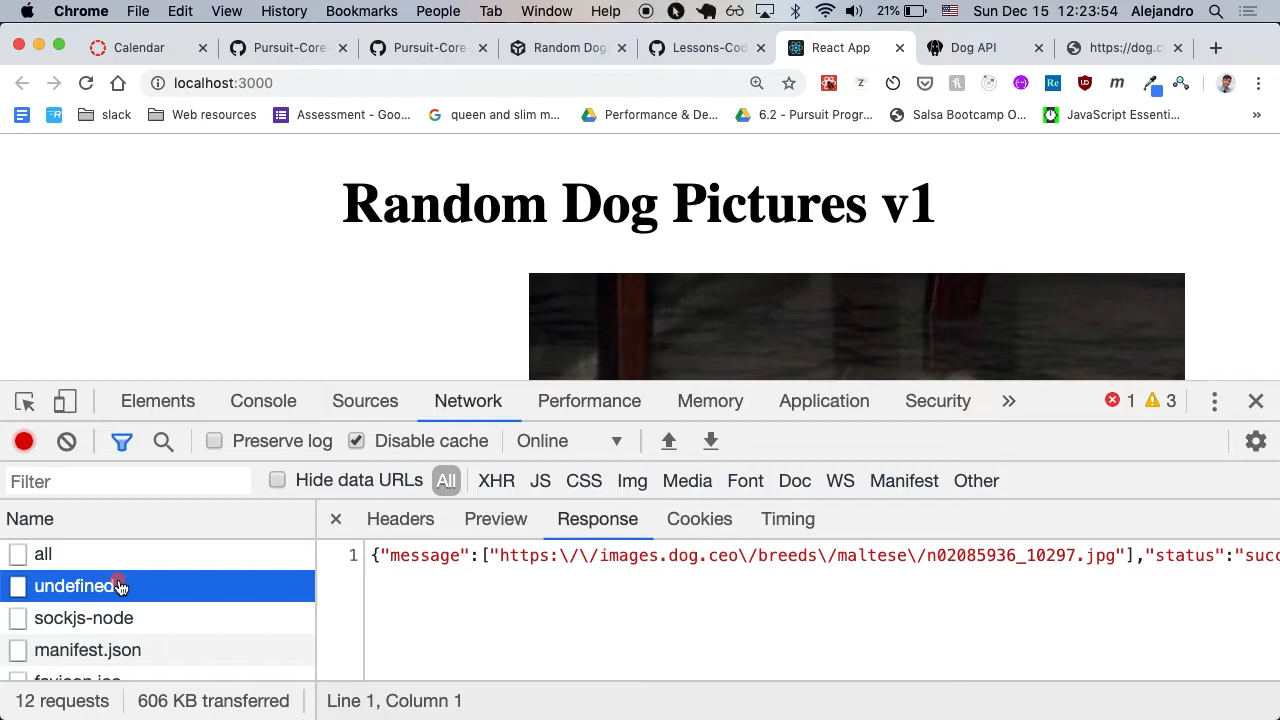 Chrome File Edit View History Bookmarks People Tab Window Help 21% Sun Dec 15 12:23:54 Alejandro
Calendar Pursuit-Core- Pursuit-Core- Random Dog Lessons-Cod React App Dog API https://dog.c
localhost:3000
slack Web resources Assessment - Goo... queen and slim m... Performance & De... 6.2 - Pursuit Progr... Salsa Bootcamp O... JavaScript Essenti... »
Random Dog Pictures v1
Elements Console Sources Network Performance Memory Application Security » 1 3
Preserve log Disable cache Online
Filter Hide data URLs All XHR JS CSS Img Media Font Doc WS Manifest Other
Name Headers Preview Response Cookies Timing
all 1 {"message":["https:\/\/images.dog.ceo\/breeds\/maltese\/n02085936_10297.jpg"],"status":"succ
undefined
sockjs-node
manifest.json
favicon.ico
12 requests 606 KB transferred Line 1, Column 1